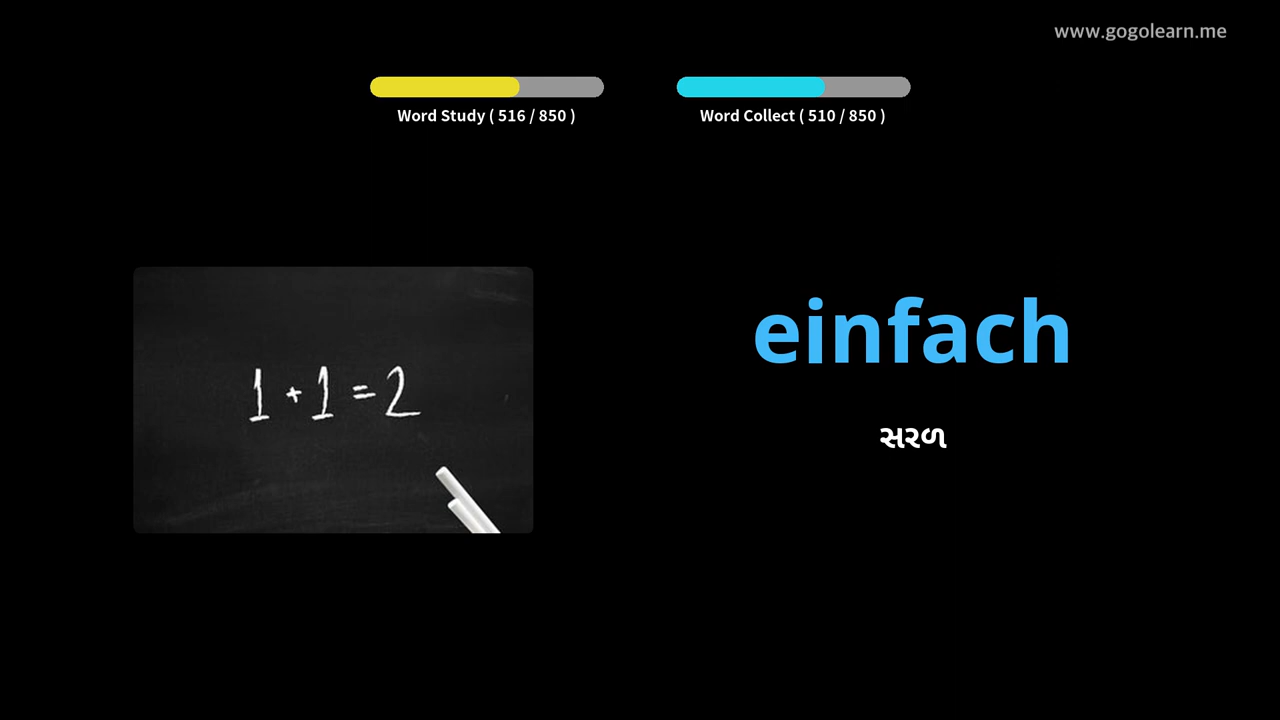 www.gogolearn.me
Word Study ( 516 / 850 )
Word Collect ( 510 / 850 )
1 + 1 = 2
einfach
સરળ